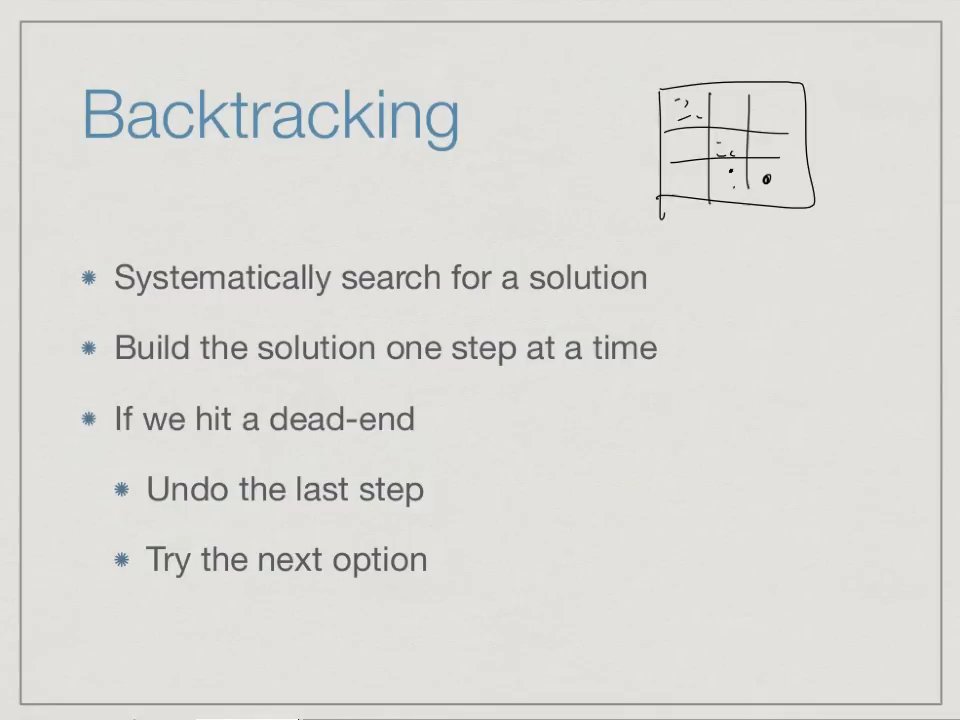 Backtracking
Systematically search for a solution
Build the solution one step at a time
If we hit a dead-end
Undo the last step
Try the next option